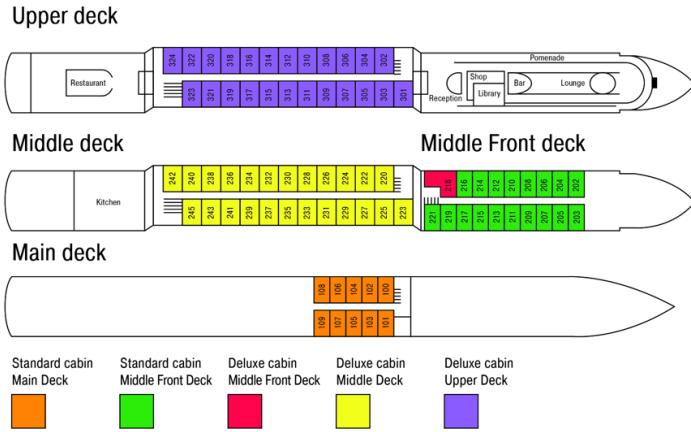 Upper deck
324 322 320 318 316 314 312 310 308 306 304 302
Pomenade
Restaurant
Shop
Bar
Lounge
Library
Reception
323 321 319 317 315 313 311 309 307 305 303 301
Middle deck
Middle Front deck
242 240 238 236 234 232 230 228 226 224 222 220
218 216 214 212 210 208 206 204 202
Kitchen
245 243 241 239 237 235 233 231 229 227 225 223
221 219 217 215 213 211 209 207 205 203
Main deck
108 106 104 102 100
109 107 105 103 101
Standard cabin
Main Deck
Standard cabin
Middle Front Deck
Deluxe cabin
Middle Front Deck
Deluxe cabin
Middle Deck
Deluxe cabin
Upper Deck